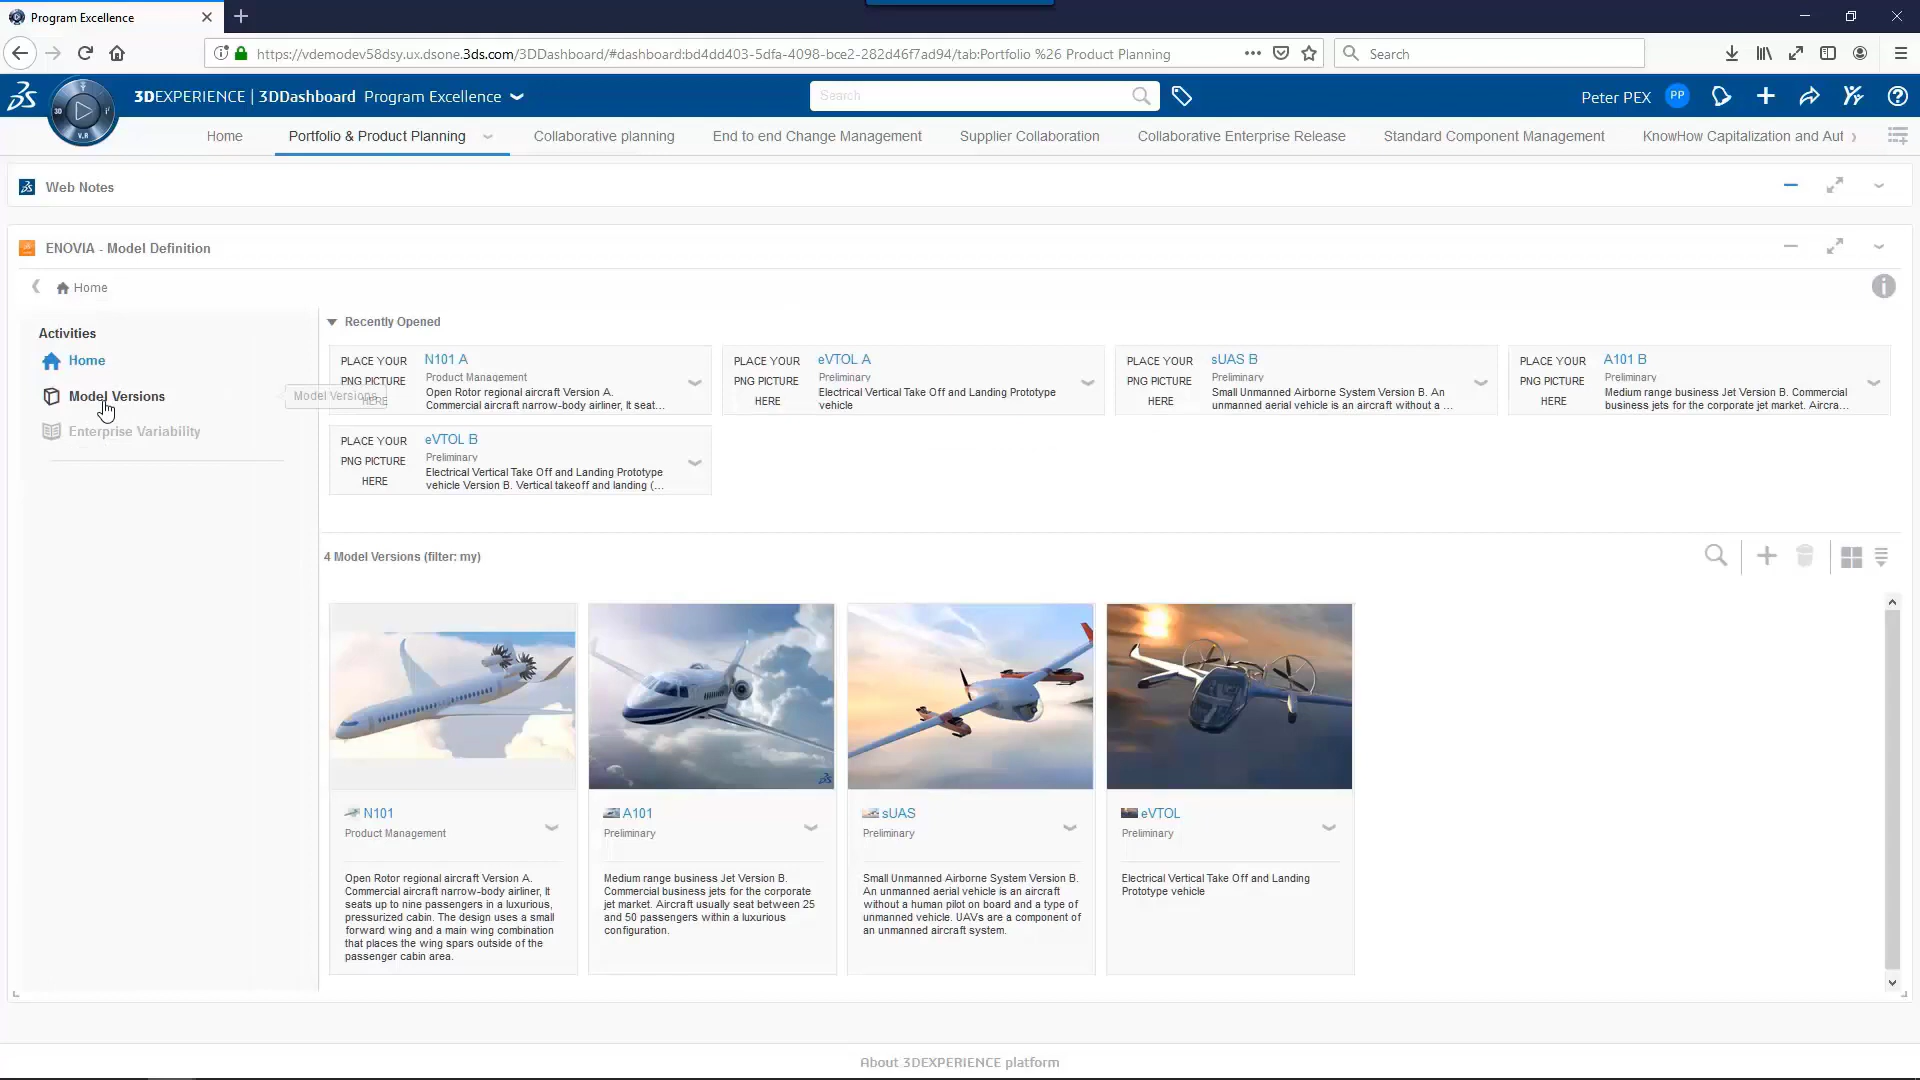 Program Excellence
https://vdemodev58dsy.ux.dsone.3ds.com/3DDashboard/#dashboard:bd4dd403-5dfa-4098-bce2-282d46f7ad94/tab:Portfolio %26 Product Planning
Search
3DEXPERIENCE | 3DDashboard Program Excellence
Search
Peter PEX PP
3D
V.R
Home
Portfolio & Product Planning
Collaborative planning
End to end Change Management
Supplier Collaboration
Collaborative Enterprise Release
Standard Component Management
KnowHow Capitalization and Aut
Web Notes
ENOVIA - Model Definition
Home
Activities
Home
Model Versions
Model Versions
Enterprise Variability
Recently Opened
PLACE YOUR
PNG PICTURE
HERE
N101 A
Product Management
Open Rotor regional aircraft Version A.
Commercial aircraft narrow-body airliner, It seat...
PLACE YOUR
PNG PICTURE
HERE
eVTOL A
Preliminary
Electrical Vertical Take Off and Landing Prototype
vehicle
PLACE YOUR
PNG PICTURE
HERE
sUAS B
Preliminary
Small Unmanned Airborne System Version B. An
unmanned aerial vehicle is an aircraft without a ...
PLACE YOUR
PNG PICTURE
HERE
A101 B
Preliminary
Medium range business Jet Version B. Commercial
business jets for the corporate jet market. Aircra...
PLACE YOUR
PNG PICTURE
HERE
eVTOL B
Preliminary
Electrical Vertical Take Off and Landing Prototype
vehicle Version B. Vertical takeoff and landing (...
4 Model Versions (filter: my)
N101
Product Management
Open Rotor regional aircraft Version A.
Commercial aircraft narrow-body airliner, It
seats up to nine passengers in a luxurious,
pressurized cabin. The design uses a small
forward wing and a main wing combination
that places the wing spars outside of the
passenger cabin area.
A101
Preliminary
Medium range business Jet Version B.
Commercial business jets for the corporate
jet market. Aircraft usually seat between 25
and 50 passengers within a luxurious
configuration.
sUAS
Preliminary
Small Unmanned Airborne System Version B.
An unmanned aerial vehicle is an aircraft
without a human pilot on board and a type of
unmanned vehicle. UAVs are a component of
an unmanned aircraft system.
eVTOL
Preliminary
Electrical Vertical Take Off and Landing
Prototype vehicle
About 3DEXPERIENCE platform